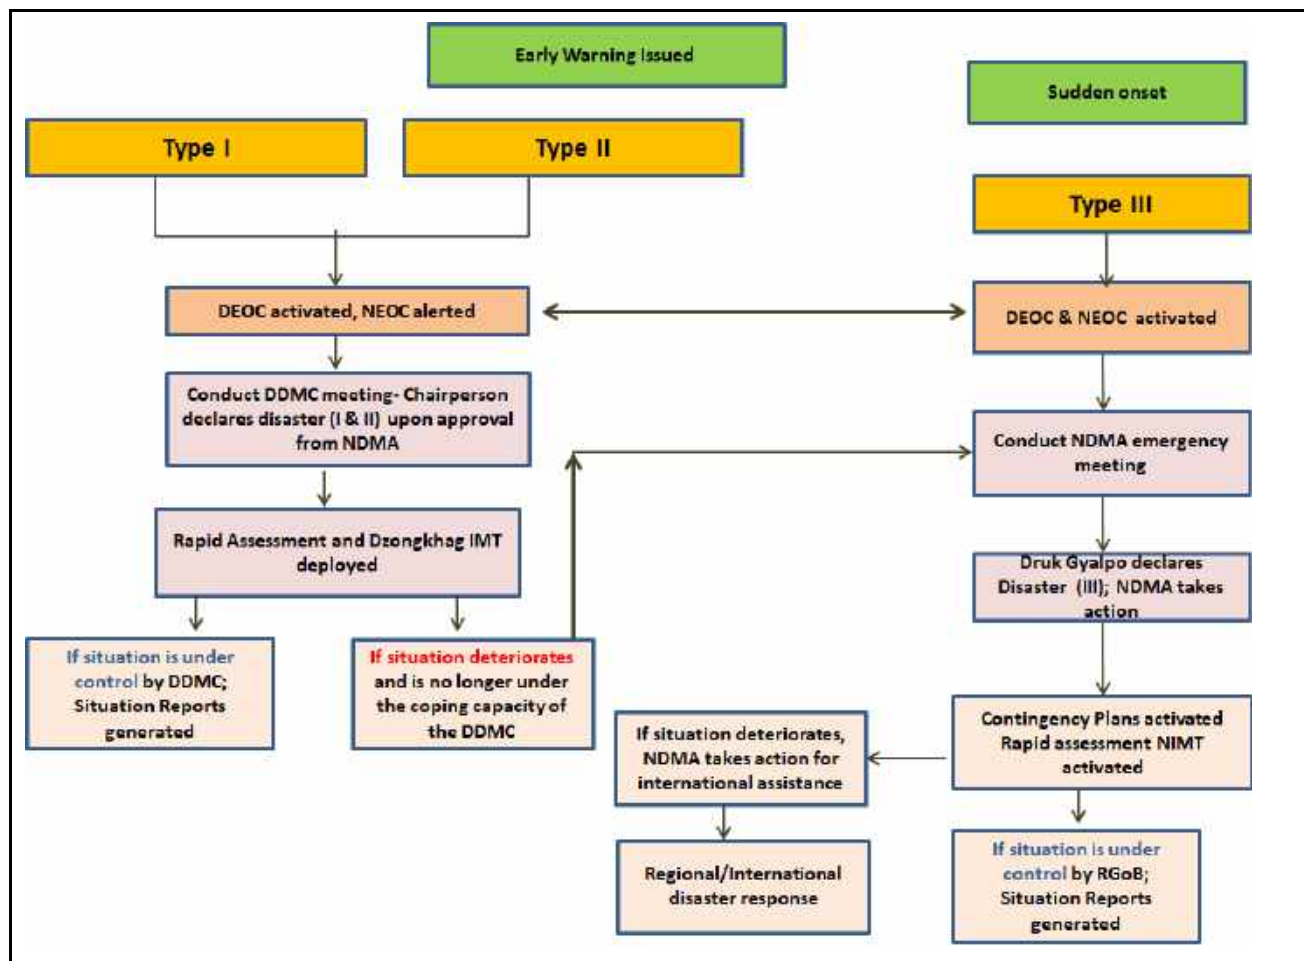 Early Warning Issued
Sudden onset
Type I
Type II
Type III
DEOC activated, NEOC alerted
DEOC & NEOC activated
Conduct DDMC meeting- Chairperson
declares disaster (I & II) upon approval
from NDMA
Conduct NDMA emergency
meeting
Rapid Assessment and Dzongkhag IMT
deployed
Druk Gyalpo declares
Disaster (III); NDMA takes
action
If situation is under
control by DDMC;
Situation Reports
generated
If situation deteriorates
and is no longer under
the coping capacity of
the DDMC
If situation deteriorates,
NDMA takes action for
international assistance
Contingency Plans activated
Rapid assessment NIMT
activated
Regional/International
disaster response
If situation is under
control by RGoB;
Situation Reports
generated